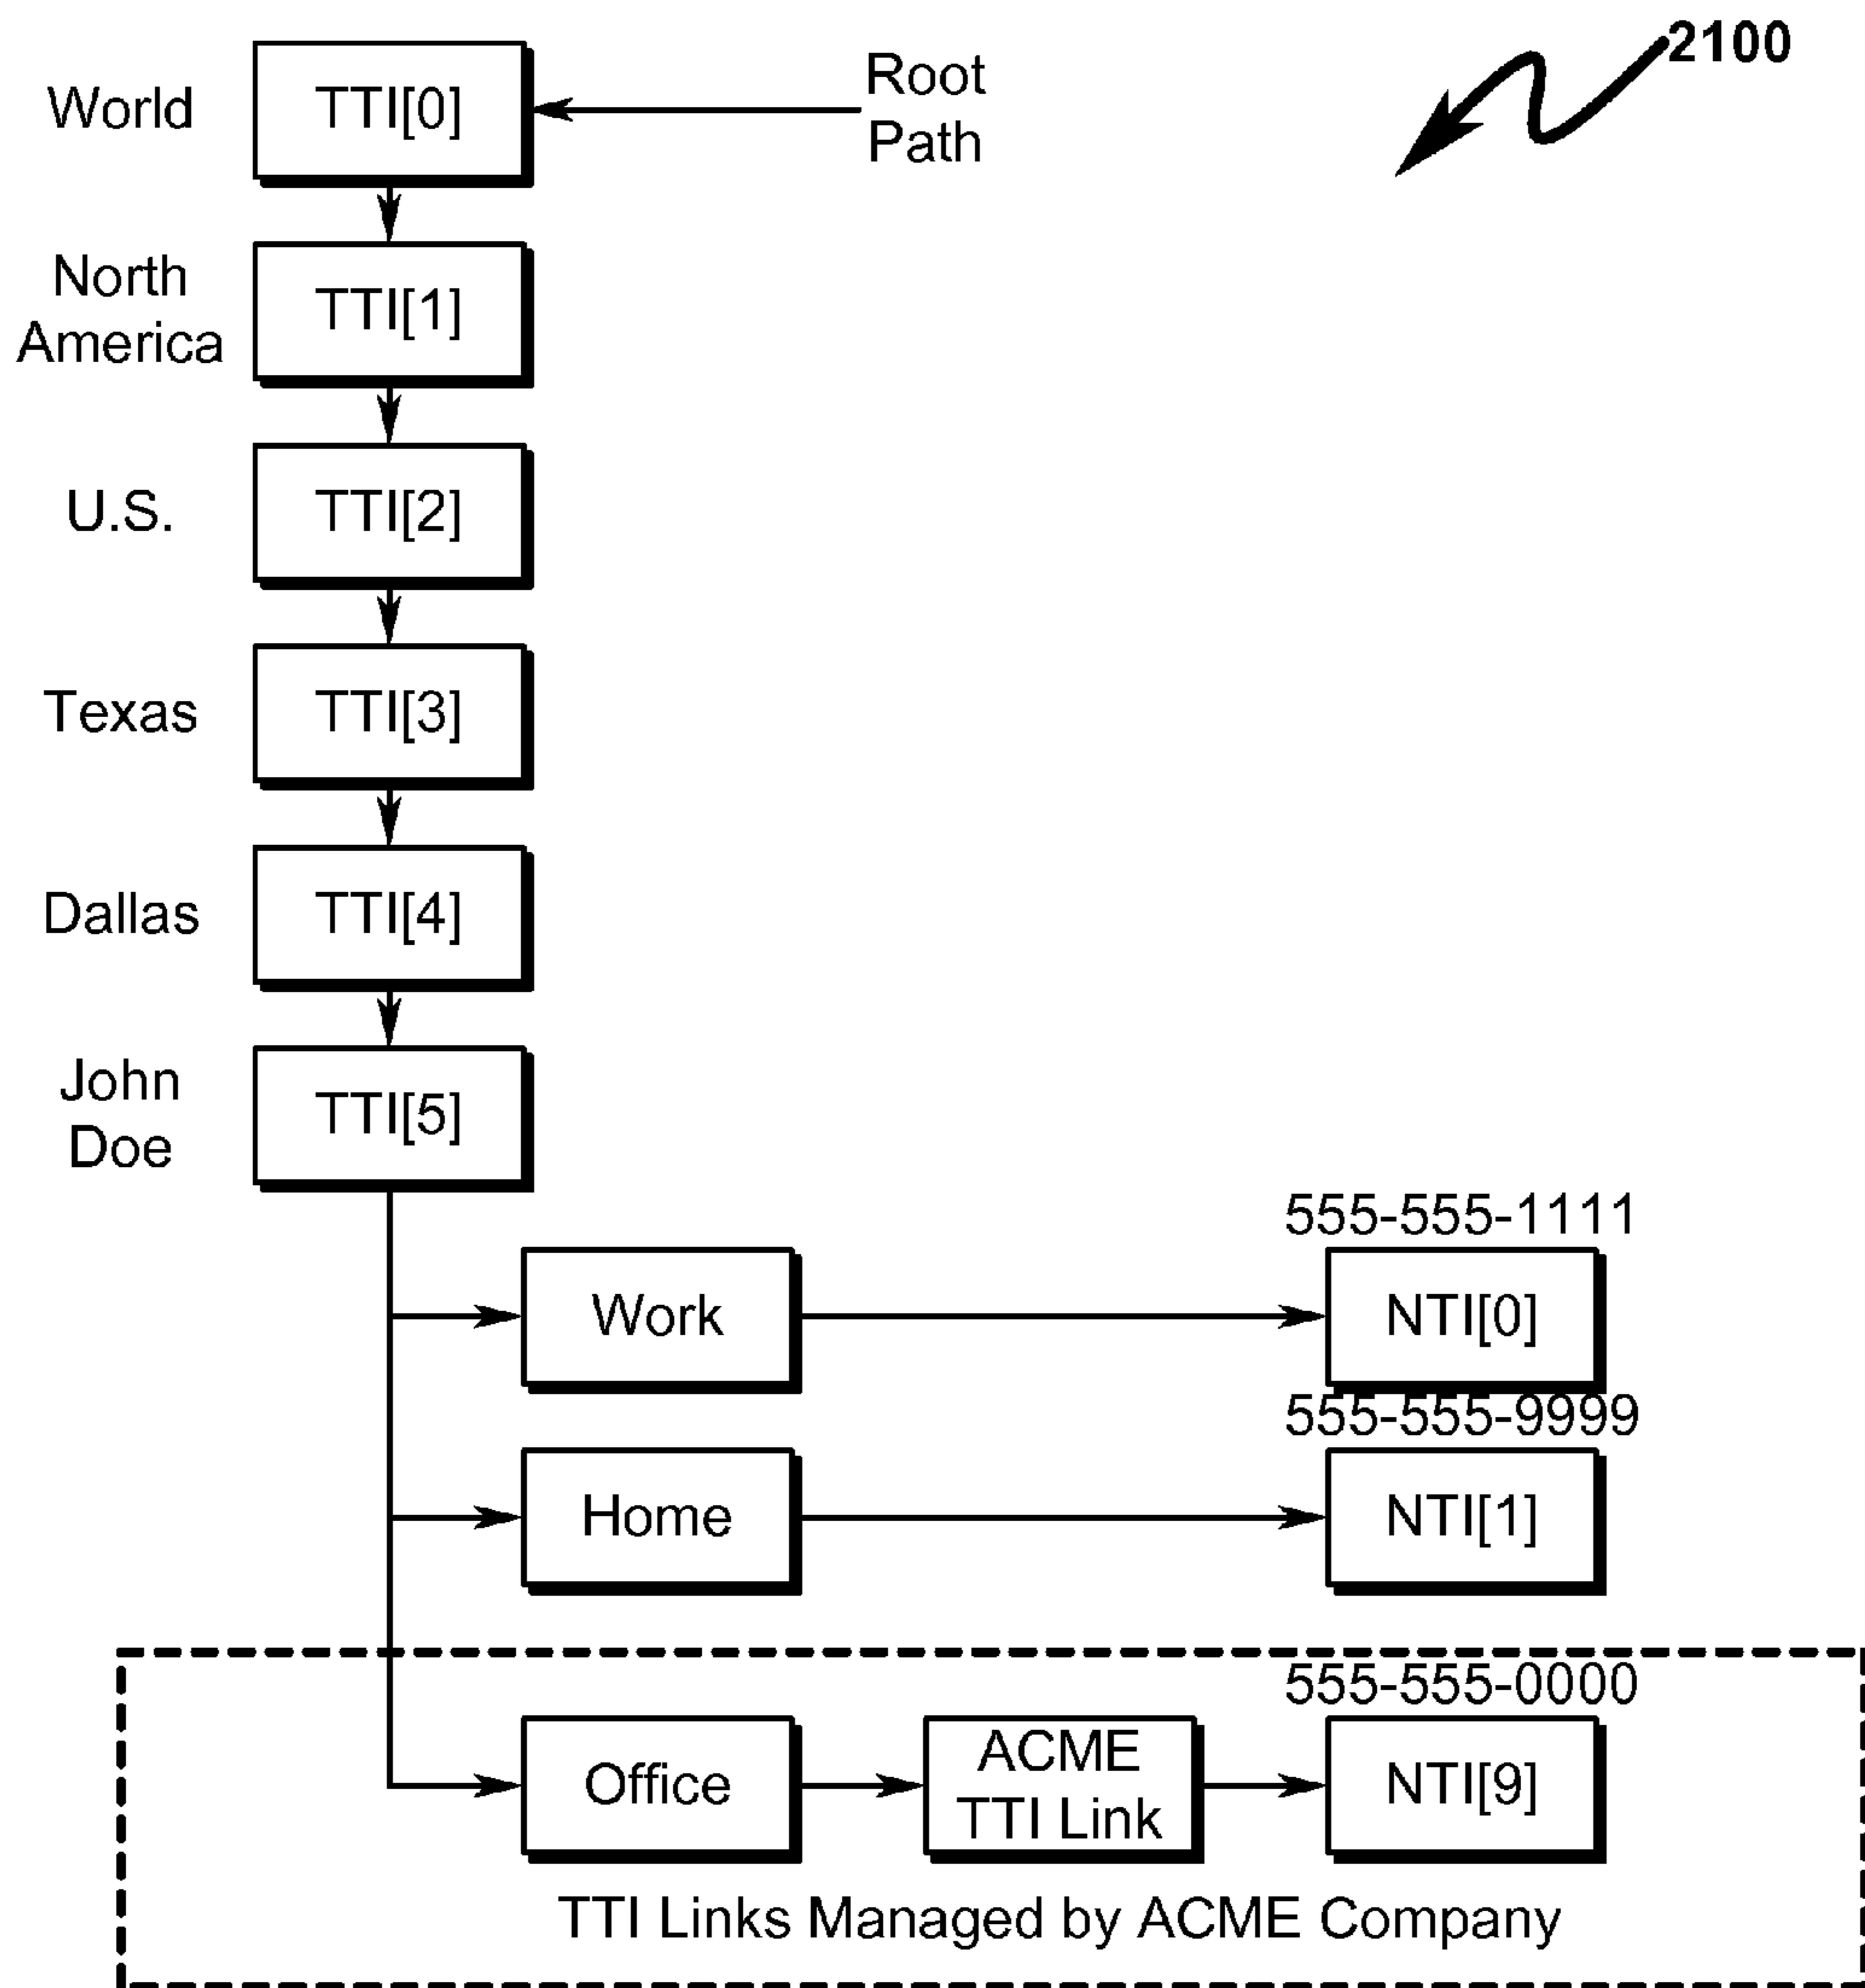 2100
World
TTI[0]
Root
Path
North
America
TTI[1]
U.S.
TTI[2]
Texas
TTI[3]
Dallas
TTI[4]
John
Doe
TTI[5]
555-555-1111
Work
NTI[0]
555-555-9999
Home
NTI[1]
555-555-0000
Office
ACME
TTI Link
NTI[9]
TTI Links Managed by ACME Company